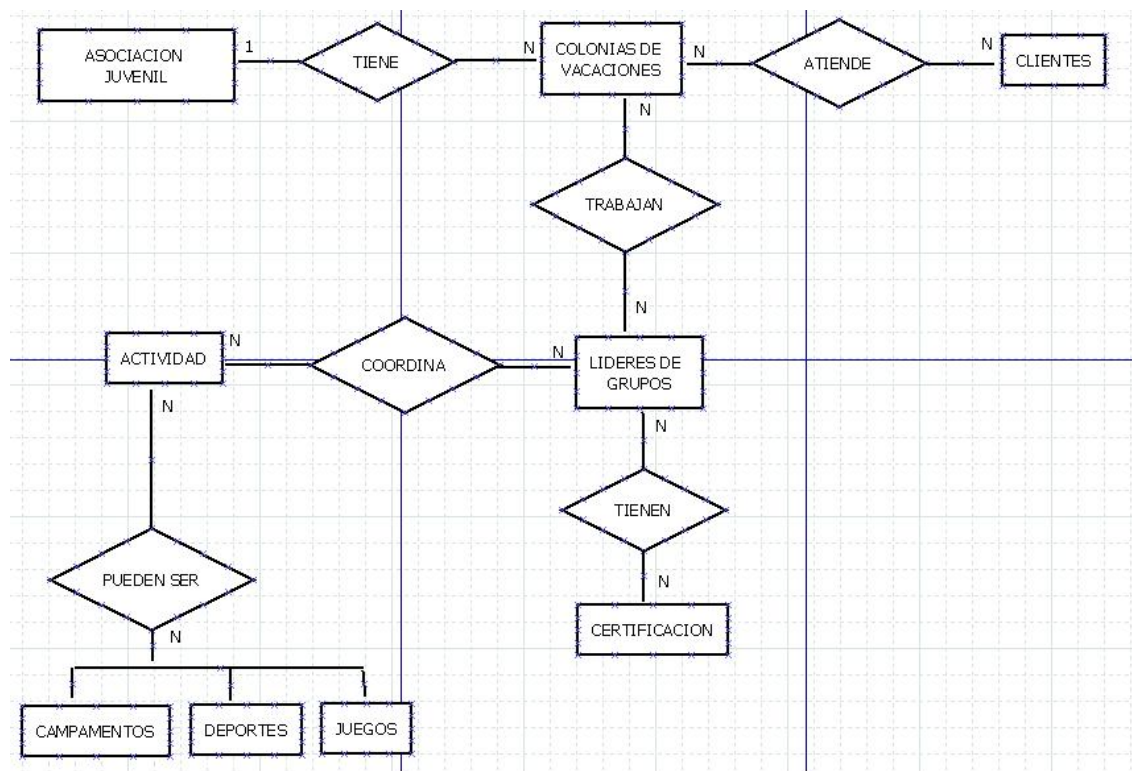 ASOCIACION
JUVENIL
1
TIENE
N
COLONIAS DE
VACACIONES
N
ATIENDE
N
CLIENTES
N
TRABAJAN
N
ACTIVIDAD
N
COORDINA
N
LIDERES DE
GRUPOS
N
N
TIENEN
PUEDEN SER
N
N
CERTIFICACION
CAMPAMENTOS
DEPORTES
JUEGOS